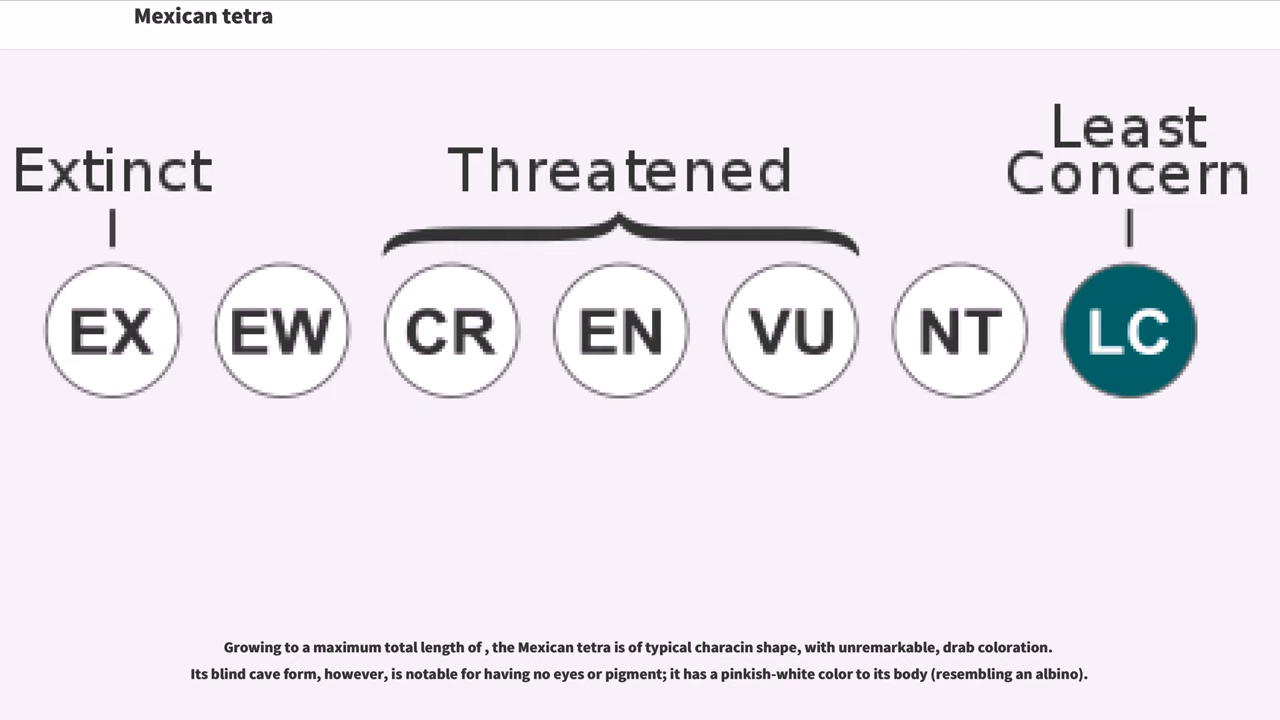 Mexican tetra
Extinct
Threatened
Least
Concern
EX EW CR EN VU NT LC
Growing to a maximum total length of , the Mexican tetra is of typical characin shape, with unremarkable, drab coloration.
Its blind cave form, however, is notable for having no eyes or pigment; it has a pinkish-white color to its body (resembling an albino).